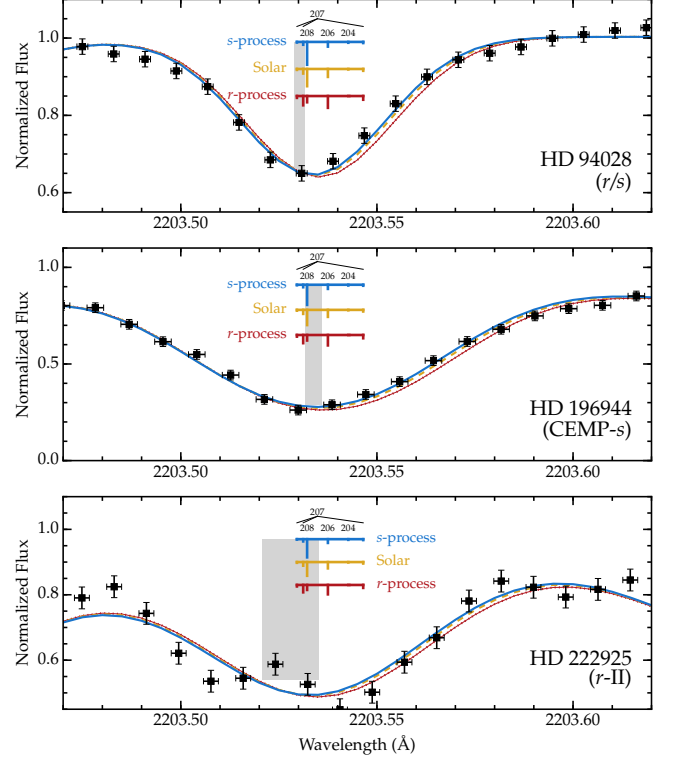 207
208 206 204
s-process
Solar
r-process
1.0
0.8
0.6
Normalized Flux
HD 94028
(r/s)
2203.50 2203.55 2203.60
207
208 206 204
s-process
Solar
r-process
1.0
0.5
0.0
Normalized Flux
HD 196944
(CEMP-s)
2203.50 2203.55 2203.60
207
208 206 204
s-process
Solar
r-process
1.0
0.8
0.6
Normalized Flux
HD 222925
(r-II)
2203.50 2203.55 2203.60
Wavelength (Å)